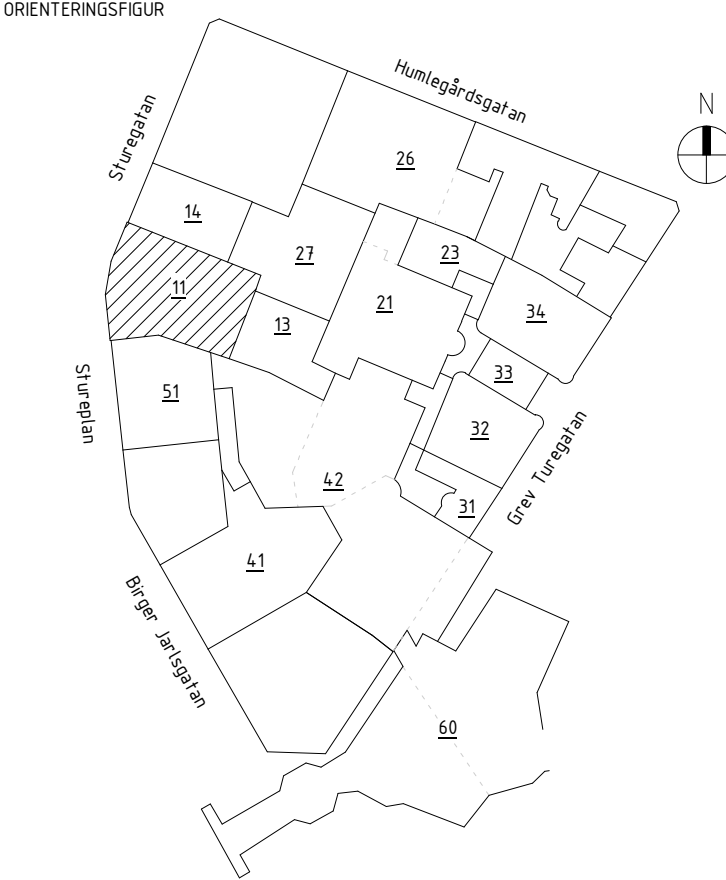 ORIENTERINGSFIGUR
Humlegårdsgatan
N
Sturegatan
26
14
23
27
11
21
34
13
33
51
Stureplan
32
42
Grev Turegatan
31
41
Birger Jarlsgatan
60